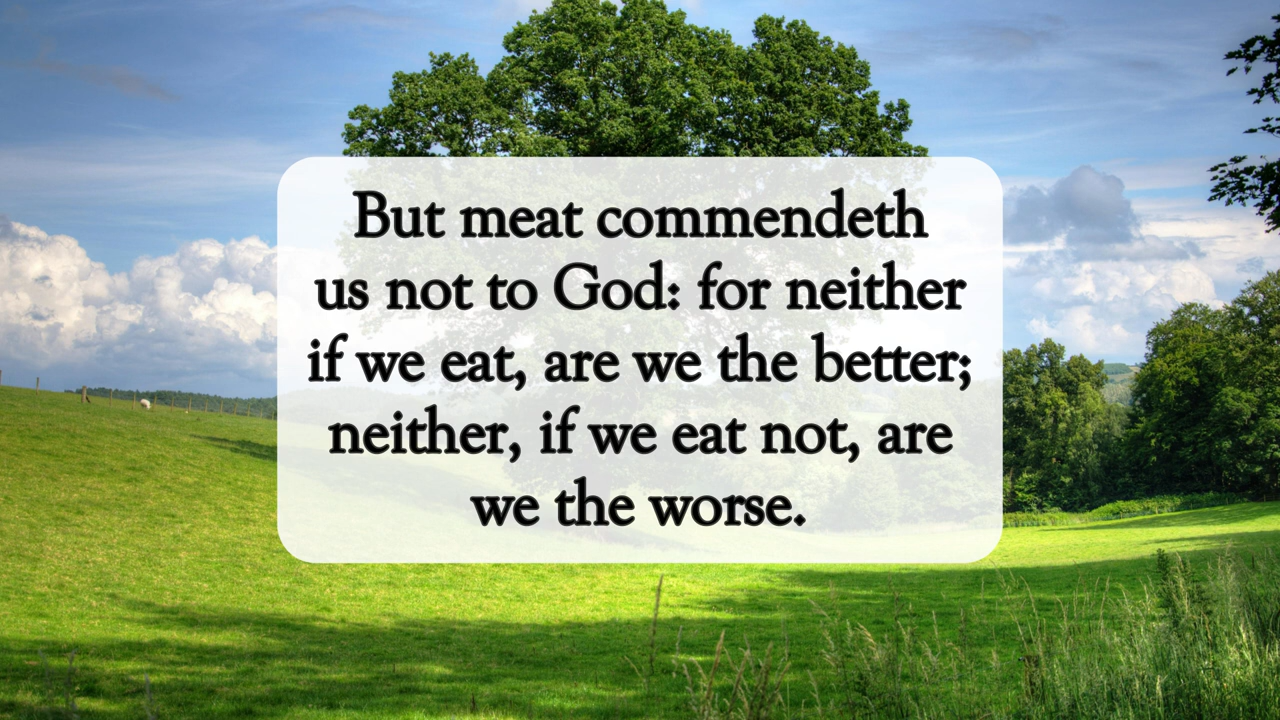 But meat commendeth
us not to God: for neither
if we eat, are we the better;
neither, if we eat not, are
we the worse.